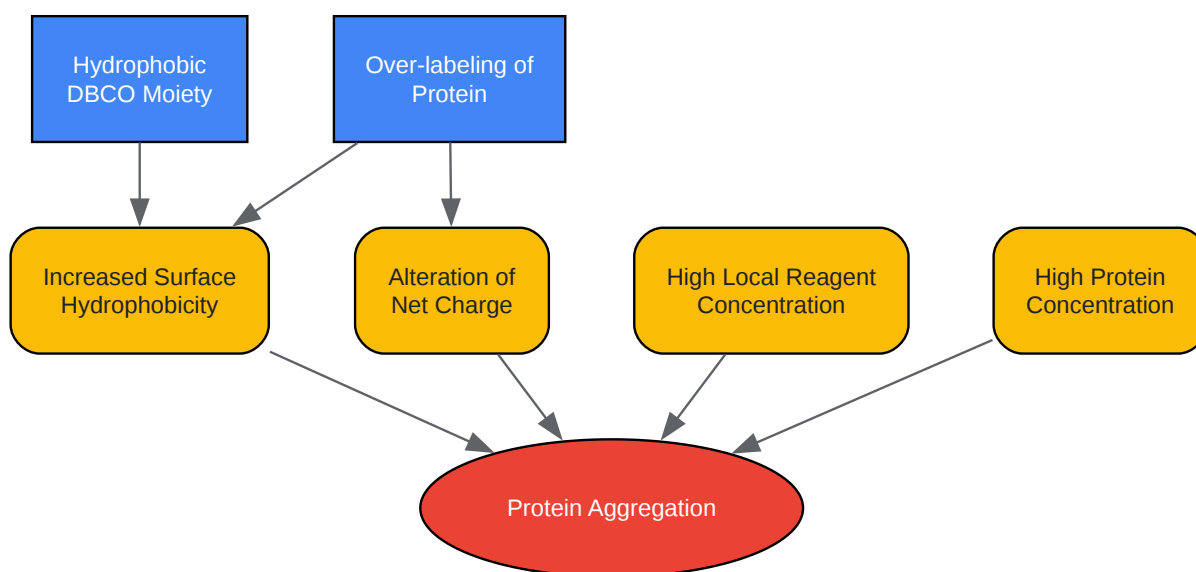 Hydrophobic
DBCO Moiety
Over-labeling of
Protein
Increased Surface
Hydrophobicity
Alteration of
Net Charge
High Local Reagent
Concentration
High Protein
Concentration
Protein Aggregation